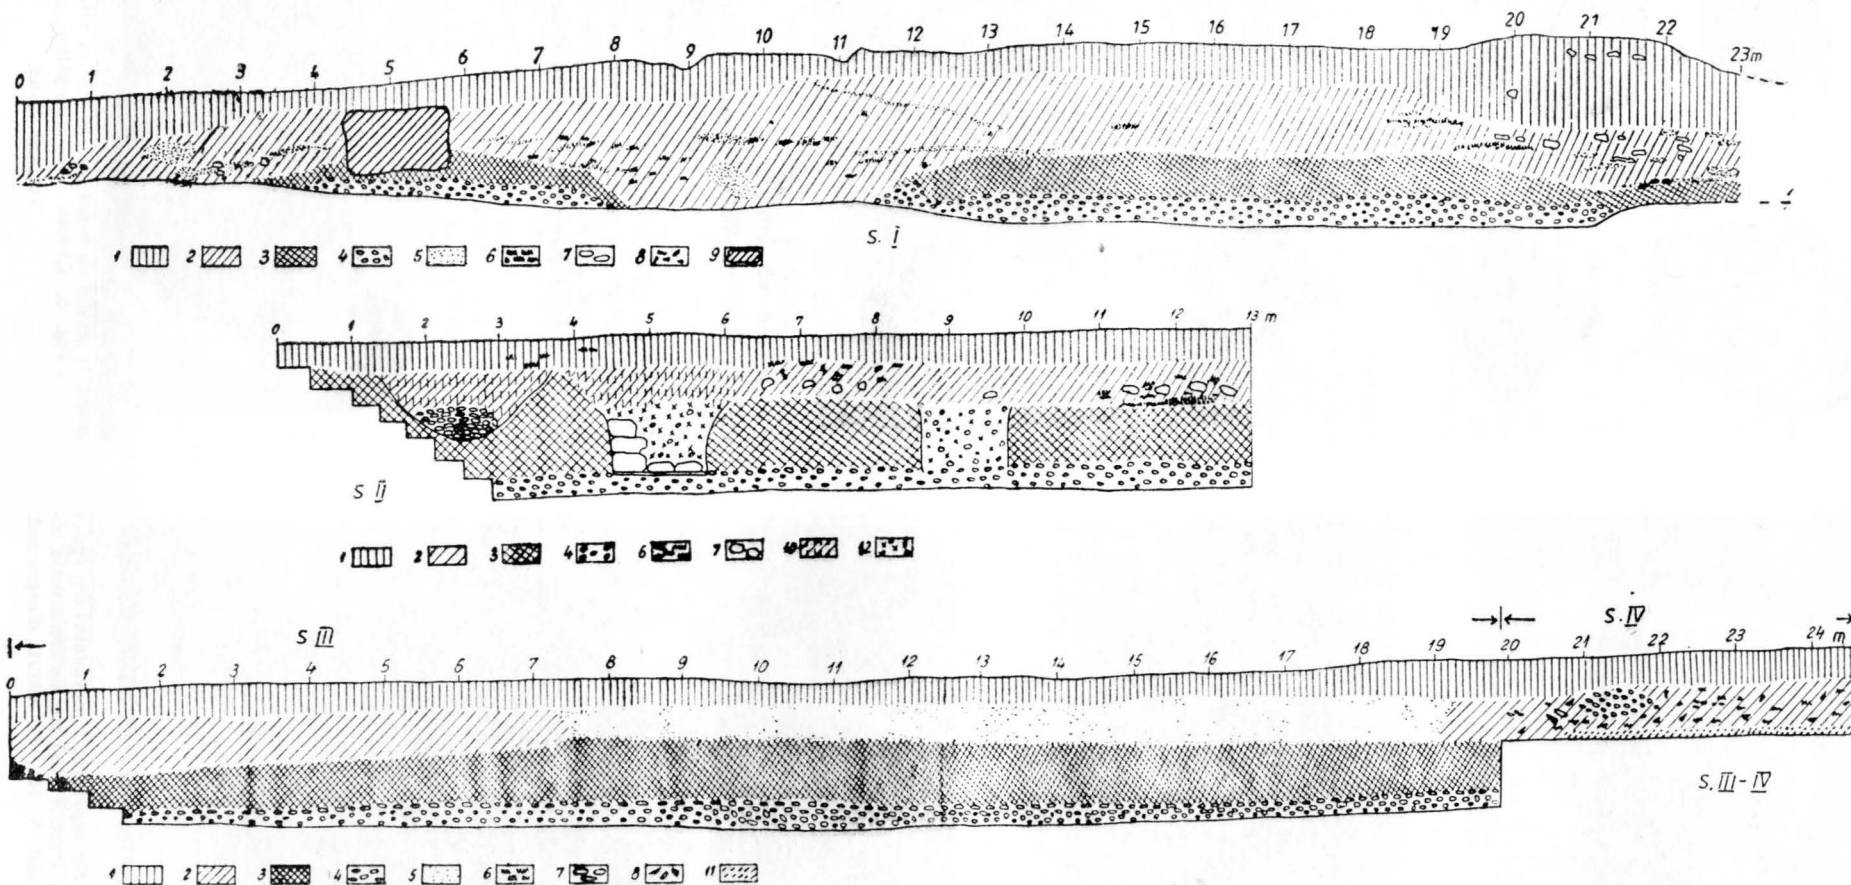 0 1 2 3 4 5 6 7 8 9 10 11 12 13 14 15 16 17 18 19 20 21 22 23 m
1
S. I
1 2 3 4 5 6 7 8 9
0 1 2 3 4 5 6 7 8 9 10 11 12 13 m
S II
1 2 3 4 6 7 10 12
S III S. IV
0 1 2 3 4 5 6 7 8 9 10 11 12 13 14 15 16 17 18 19 20 21 22 23 24 m
S. III-IV
1 2 3 4 5 6 7 8 11